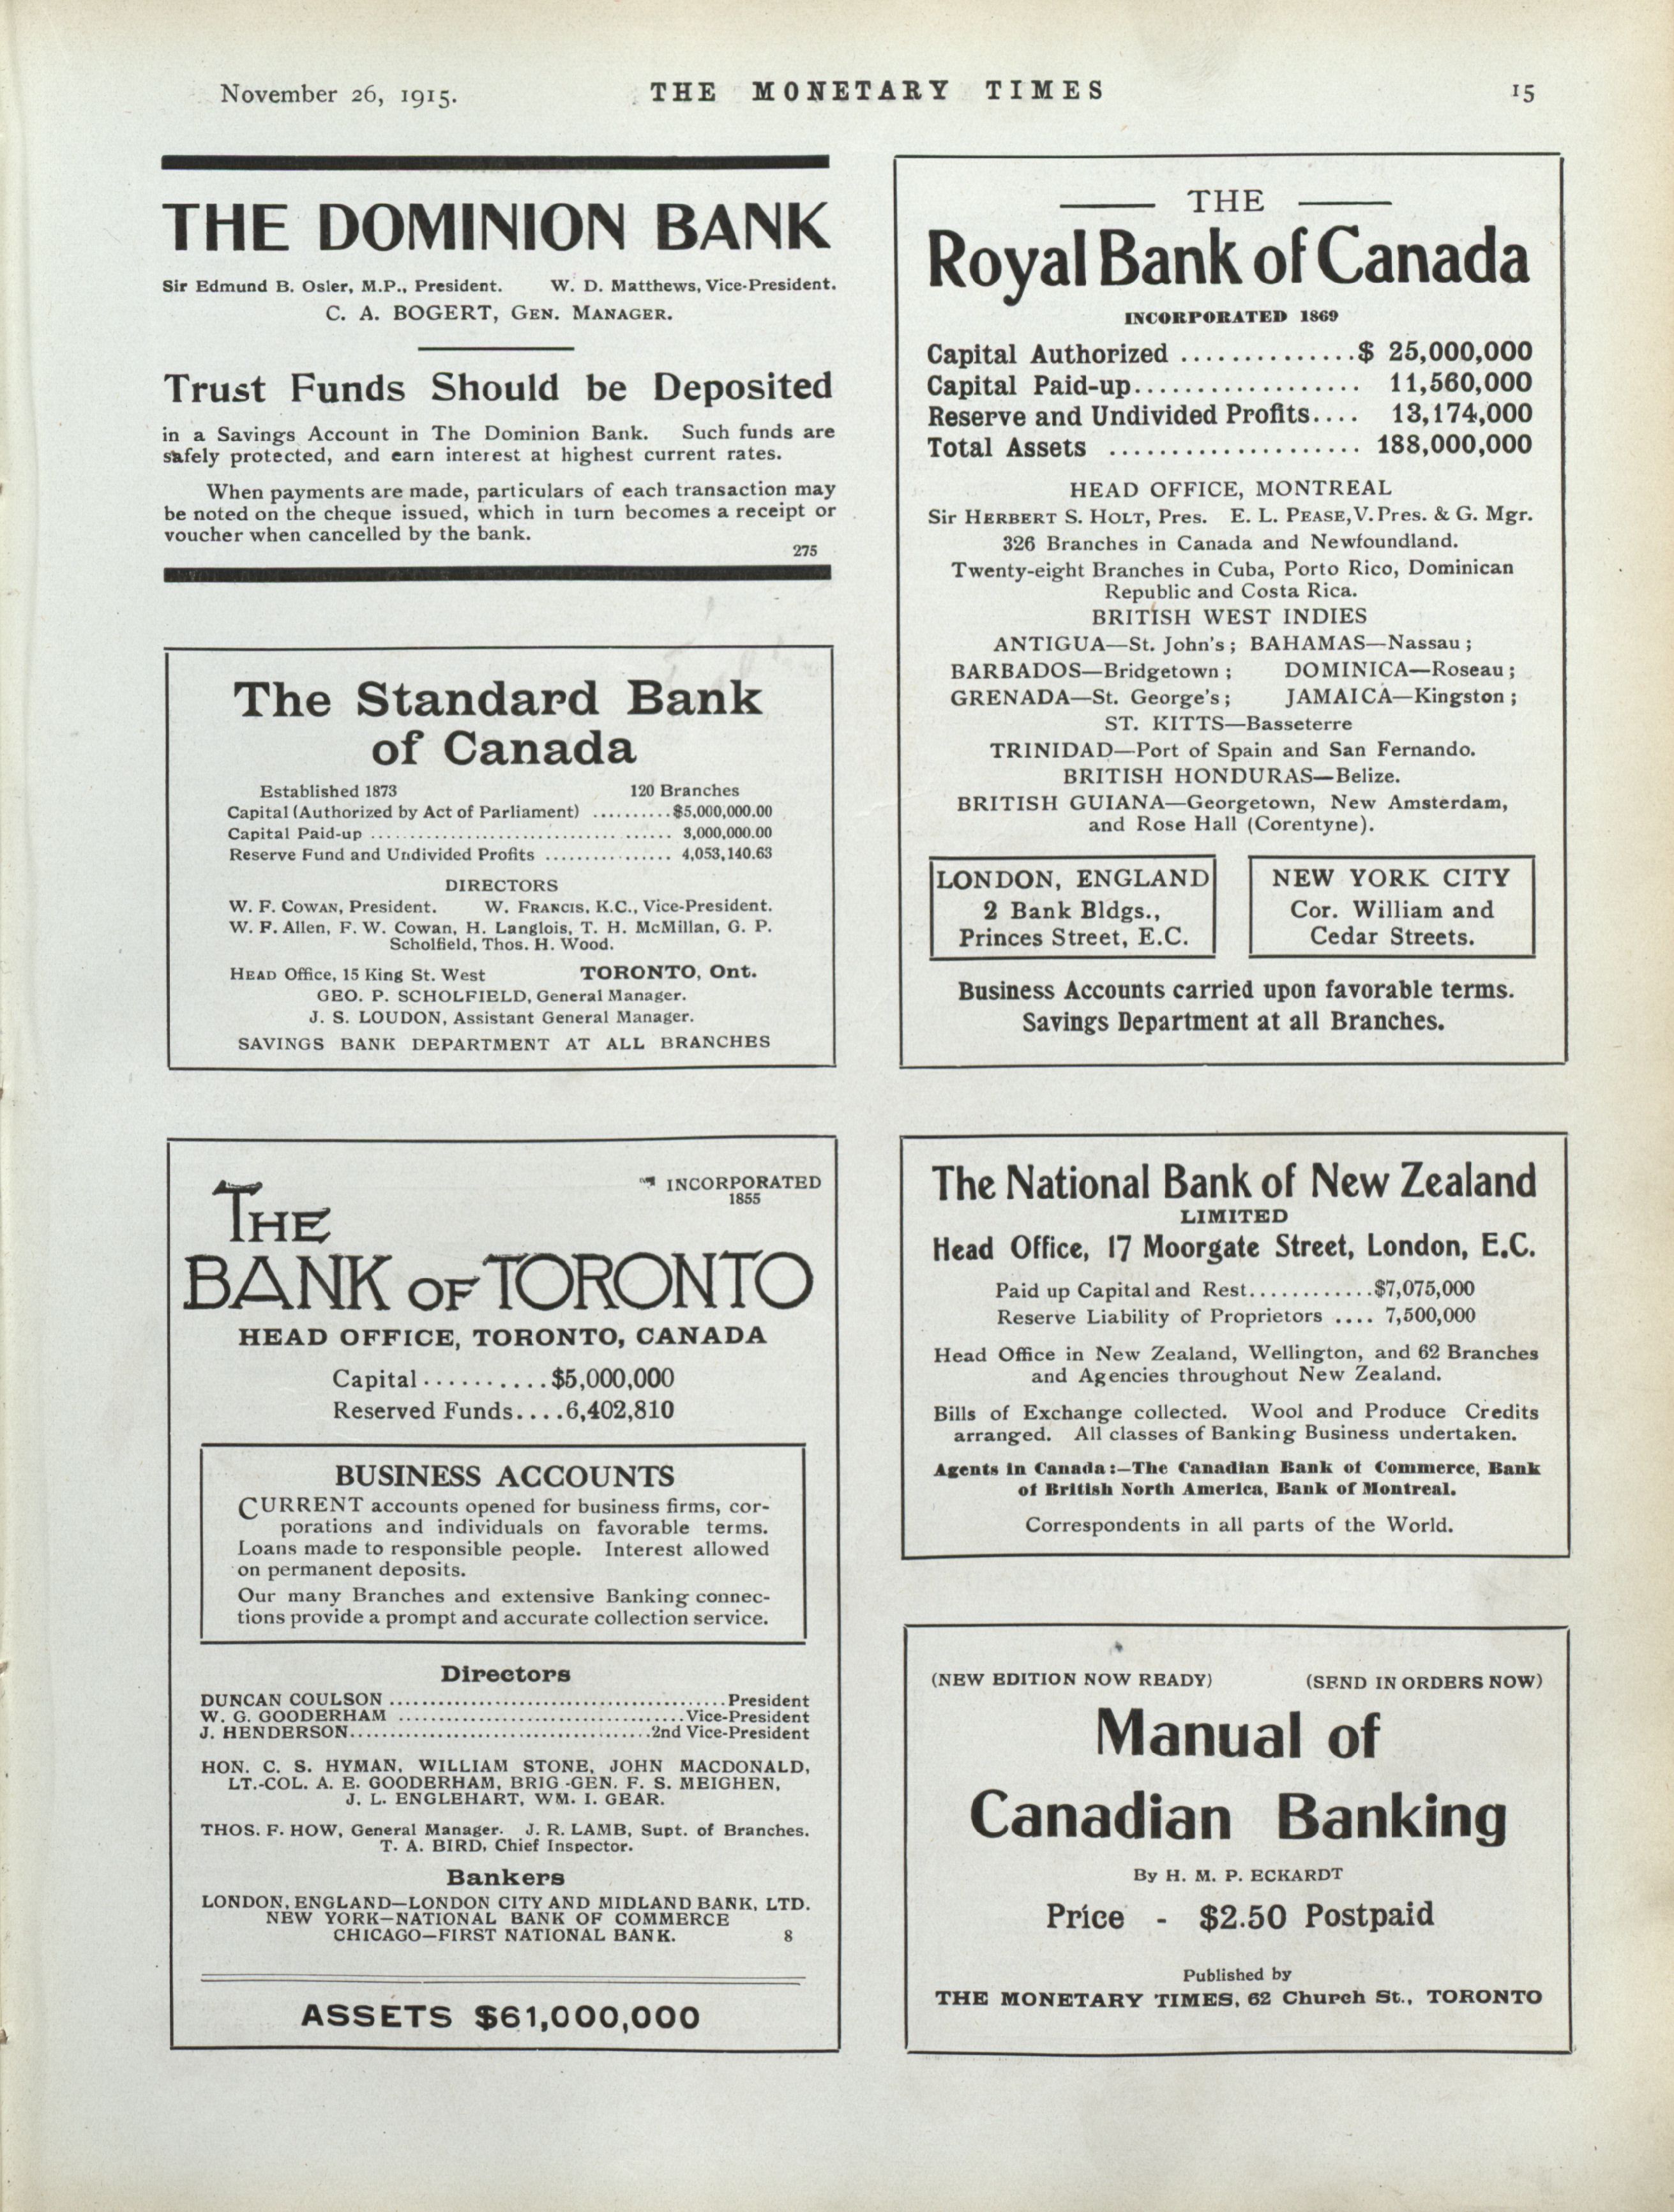 November 26, 1915.
THE MONETARY TIMES
15
THE DOMINION BANK
Sir Edmund B. Osler, M.P., President. W. D. Matthews, Vice-President.
C. A. BOGERT, GEN. MANAGER.
Trust Funds Should be Deposited
in a Savings Account in The Dominion Bank. Such funds are
safely protected, and earn interest at highest current rates.
When payments are made, particulars of each transaction may
be noted on the cheque issued, which in turn becomes a receipt or
voucher when cancelled by the bank.
275
The Standard Bank
of Canada
Established 1873 120 Branches
Capital (Authorized by Act of Parliament) ..........$5,000,000.00
Capital Paid-up ...................................... 3,000,000.00
Reserve Fund and Undivided Profits ................ 4,053,140.63
DIRECTORS
W. F. COWAN, President. W. FRANCIS, K.C., Vice-President.
W. F. Allen, F. W. Cowan, H. Langlois, T. H. McMillan, G. P.
Scholfield, Thos. H. Wood.
HEAD Office, 15 King St. West TORONTO, Ont.
GEO. P. SCHOLFIELD, General Manager.
J. S. LOUDON, Assistant General Manager.
SAVINGS BANK DEPARTMENT AT ALL BRANCHES
INCORPORATED
1855
THE
BANK OF TORONTO
HEAD OFFICE, TORONTO, CANADA
Capital..........$5,000,000
Reserved Funds....6,402,810
BUSINESS ACCOUNTS
CURRENT accounts opened for business firms, cor-
porations and individuals on favorable terms.
Loans made to responsible people. Interest allowed
on permanent deposits.
Our many Branches and extensive Banking connec-
tions provide a prompt and accurate collection service.
Directors
DUNCAN COULSON ........................................President
W. G. GOODERHAM ..................................Vice-President
J. HENDERSON....................................2nd Vice-President
HON. C. S. HYMAN, WILLIAM STONE, JOHN MACDONALD,
LT.-COL. A. E. GOODERHAM, BRIG.-GEN. F. S. MEIGHEN,
J. L. ENGLEHART, WM. I. GEAR.
THOS. F. HOW, General Manager. J. R. LAMB, Supt. of Branches.
T. A. BIRD, Chief Inspector.
Bankers
LONDON, ENGLAND—LONDON CITY AND MIDLAND BANK, LTD.
NEW YORK—NATIONAL BANK OF COMMERCE
CHICAGO—FIRST NATIONAL BANK. 8
ASSETS $61,000,000
THE
Royal Bank of Canada
INCORPORATED 1869
Capital Authorized ..............$ 25,000,000
Capital Paid-up.................. 11,560,000
Reserve and Undivided Profits.... 13,174,000
Total Assets .................... 188,000,000
HEAD OFFICE, MONTREAL
Sir HERBERT S. HOLT, Pres. E. L. PEASE, V. Pres. & G. Mgr.
326 Branches in Canada and Newfoundland.
Twenty-eight Branches in Cuba, Porto Rico, Dominican
Republic and Costa Rica.
BRITISH WEST INDIES
ANTIGUA—St. John's; BAHAMAS—Nassau;
BARBADOS—Bridgetown; DOMINICA—Roseau;
GRENADA—St. George's; JAMAICA—Kingston;
ST. KITTS—Basseterre
TRINIDAD—Port of Spain and San Fernando.
BRITISH HONDURAS—Belize.
BRITISH GUIANA—Georgetown, New Amsterdam,
and Rose Hall (Corentyne).
LONDON, ENGLAND
2 Bank Bldgs.,
Princes Street, E.C.
NEW YORK CITY
Cor. William and
Cedar Streets.
Business Accounts carried upon favorable terms.
Savings Department at all Branches.
The National Bank of New Zealand
LIMITED
Head Office, 17 Moorgate Street, London, E.C.
Paid up Capital and Rest............$7,075,000
Reserve Liability of Proprietors .... 7,500,000
Head Office in New Zealand, Wellington, and 62 Branches
and Agencies throughout New Zealand.
Bills of Exchange collected. Wool and Produce Credits
arranged. All classes of Banking Business undertaken.
Agents in Canada:—The Canadian Bank of Commerce, Bank
of British North America, Bank of Montreal.
Correspondents in all parts of the World.
(NEW EDITION NOW READY) (SEND IN ORDERS NOW)
Manual of
Canadian Banking
By H. M. P. ECKARDT
Price - $2.50 Postpaid
Published by
THE MONETARY TIMES, 62 Church St., TORONTO